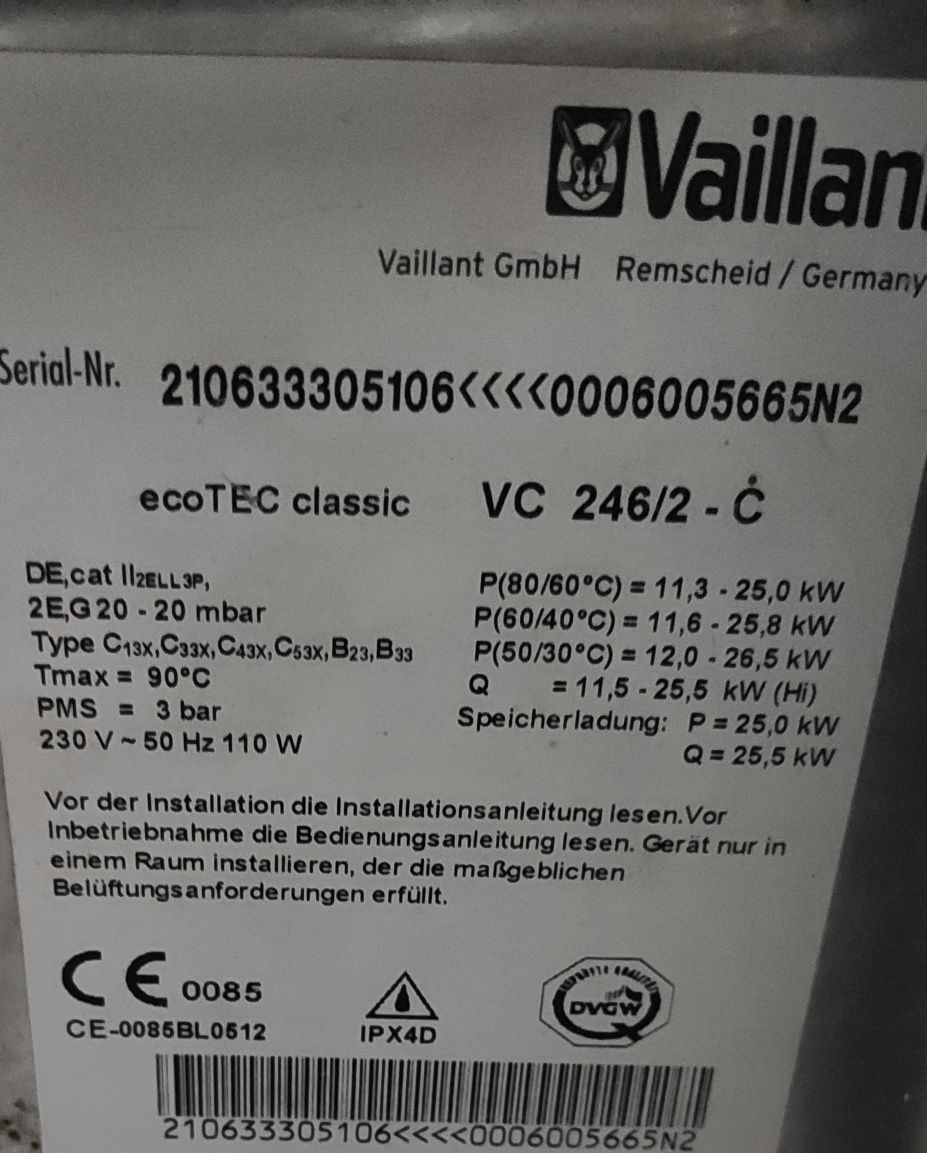 Vaillan
Vaillant GmbH Remscheid / Germany
Serial-Nr. 210633305106<<<<0006005665N2
ecoTEC classic VC 246/2 - C
DE,cat II2ELL3P,
2E,G20 - 20 mbar
Type C13X,C33X,C43X,C53X,B23,B33
Tmax = 90°C
PMS = 3 bar
230 V ~ 50 Hz 110 W
P(80/60°C) = 11,3 - 25,0 kW
P(60/40°C) = 11,6 - 25,8 kW
P(50/30°C) = 12,0 - 26,5 kW
Q = 11,5 - 25,5 kW (Hi)
Speicherladung: P = 25,0 kW
Q = 25,5 kW
Vor der Installation die Installationsanleitung lesen.Vor
Inbetriebnahme die Bedienungsanleitung lesen. Gerät nur in
einem Raum installieren, der die maßgeblichen
Belüftungsanforderungen erfüllt.
CE 0085
CE-0085BL0512
IPX4D
DVGW
210633305106<<<<0006005665N2